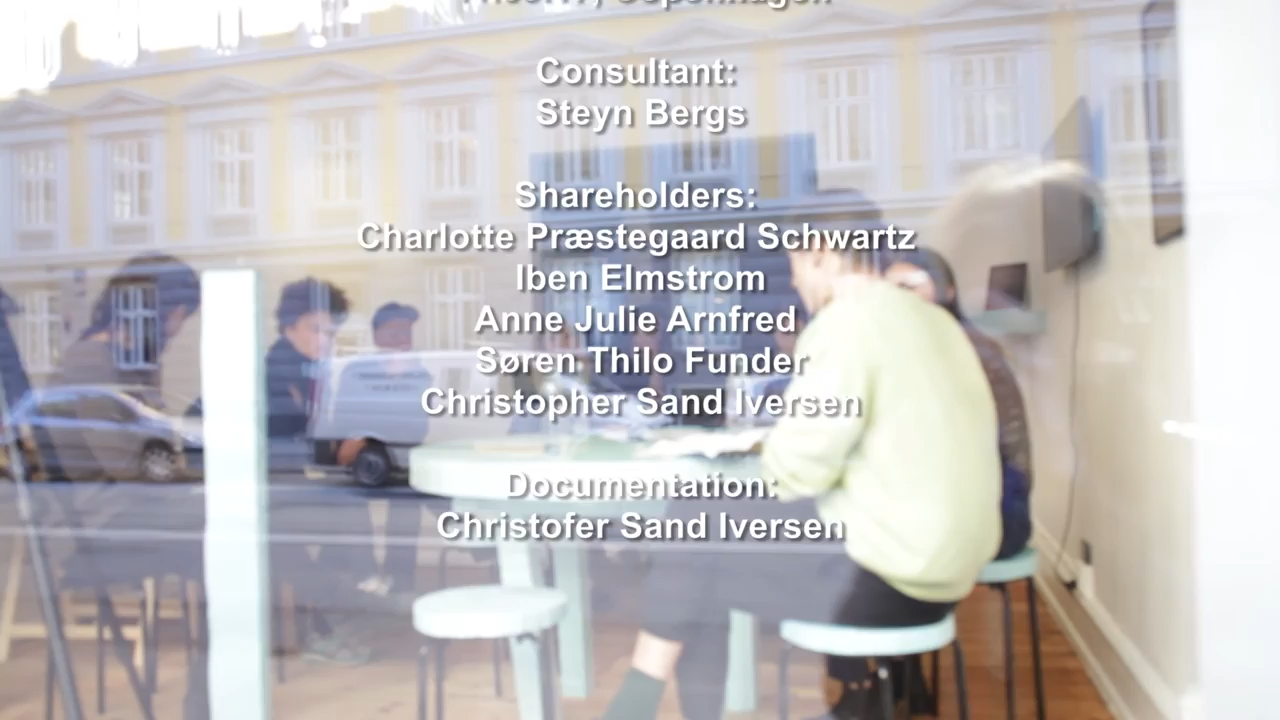 Copenhagen
Consultant:
Steyn Bergs
Shareholders:
Charlotte Præstegaard Schwartz
Iben Elmstrom
Anne Julie Arnfred
Søren Thilo Funder
Christopher Sand Iversen
Documentation:
Christofer Sand Iversen